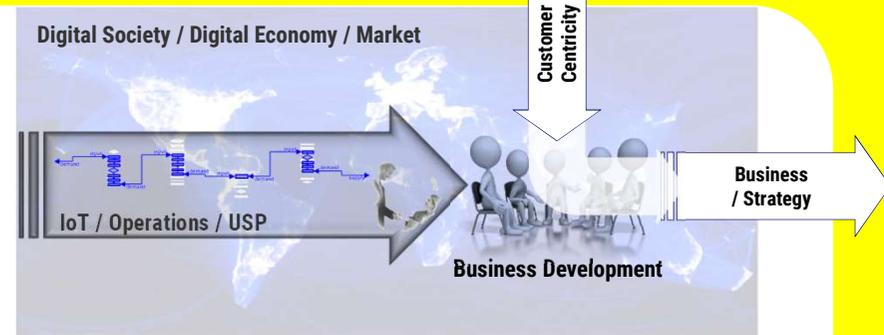 Digital Society / Digital Economy / Market
Customer
Centricity
IoT / Operations / USP
Business Development
Business
/ Strategy